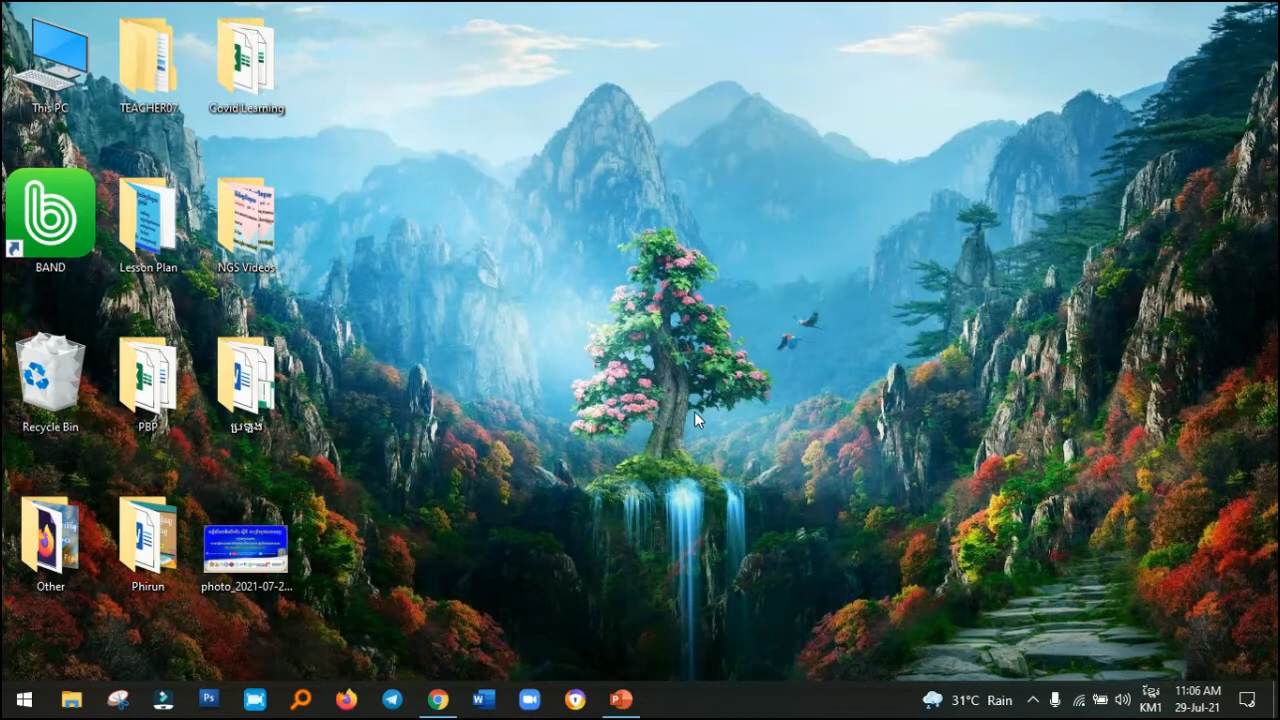 This PC
TEACHER07
Covid Learning
BAND
Lesson Plan
NGS Videos
Recycle Bin
PBP
ប្រឡង
Other
Phirun
photo_2021-07-2...
Ps
31°C Rain
ខ្មែរ
KM1
11:06 AM
29-Jul-21